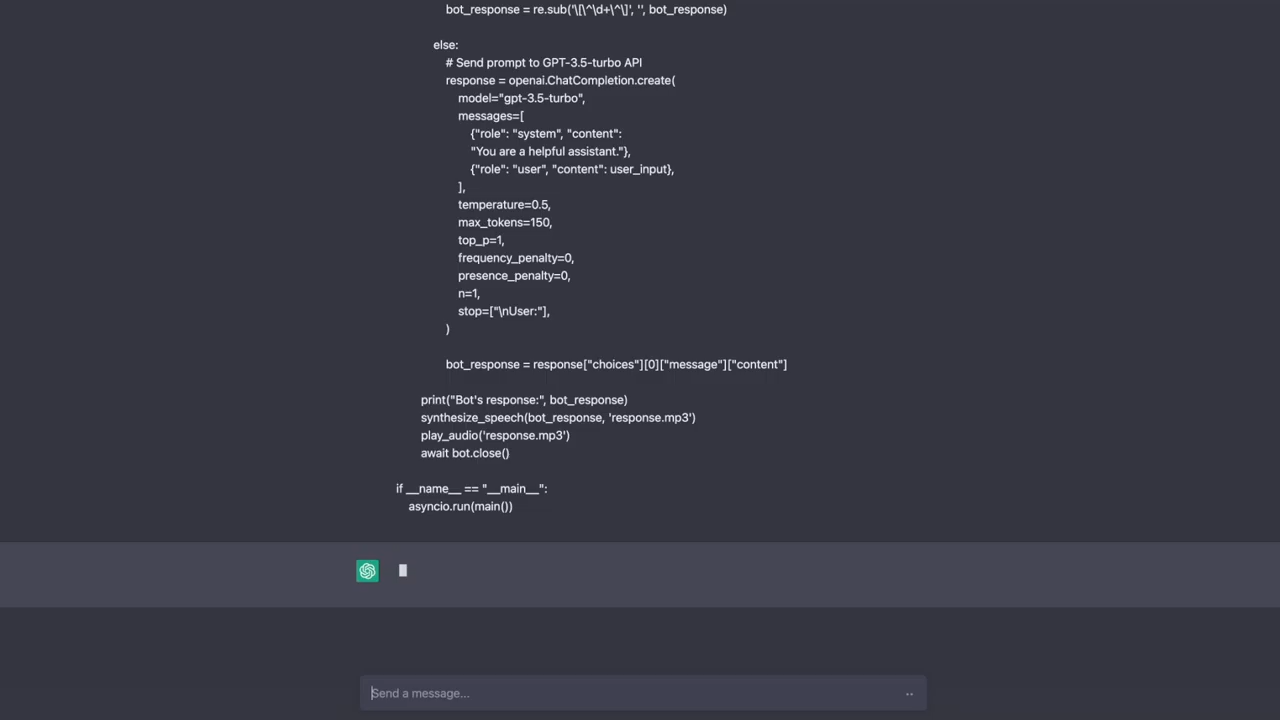 bot_response = re.sub('\[\^\d+\^\]', '', bot_response)
else:
# Send prompt to GPT-3.5-turbo API
response = openai.ChatCompletion.create(
model="gpt-3.5-turbo",
messages=[
{"role": "system", "content":
"You are a helpful assistant."},
{"role": "user", "content": user_input},
],
temperature=0.5,
max_tokens=150,
top_p=1,
frequency_penalty=0,
presence_penalty=0,
n=1,
stop=["\nUser:"],
)
bot_response = response["choices"][0]["message"]["content"]
print("Bot's response:", bot_response)
synthesize_speech(bot_response, 'response.mp3')
play_audio('response.mp3')
await bot.close()
if __name__ == "__main__":
asyncio.run(main())
Send a message...